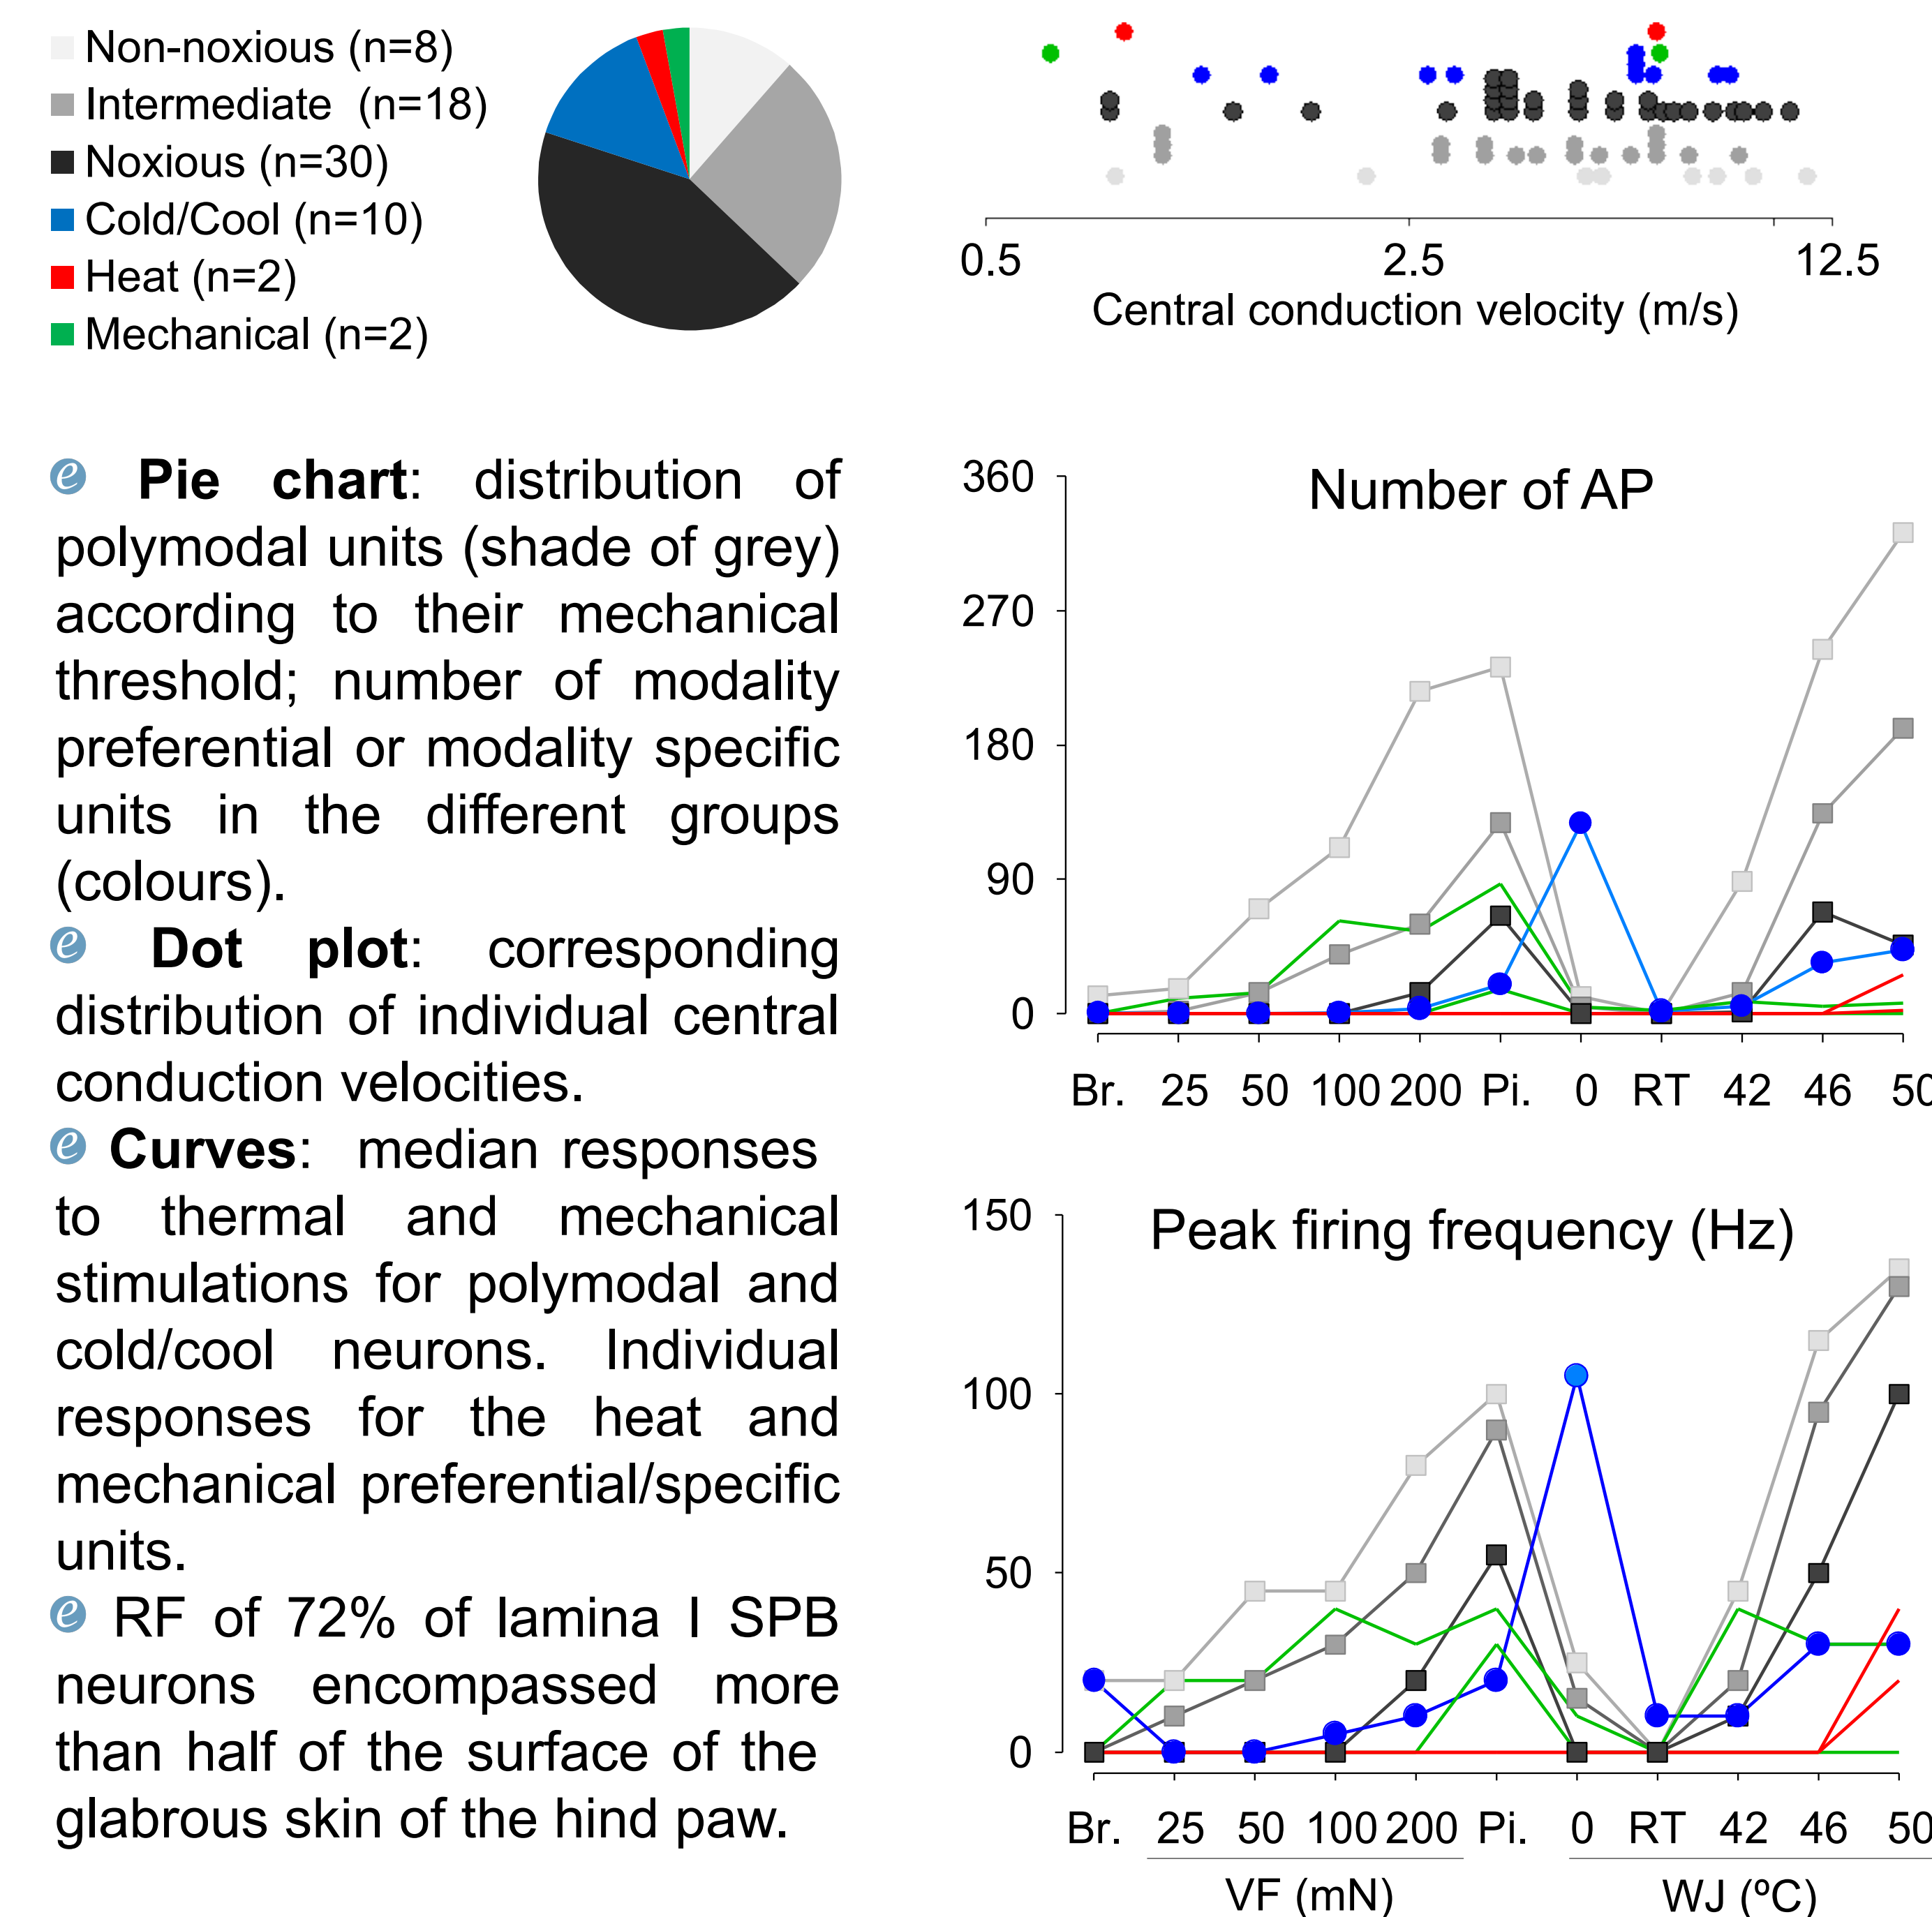 Non-noxious (n=8)
Intermediate (n=18)
Noxious (n=30)
Cold/Cool (n=10)
Heat (n=2)
Mechanical (n=2)
0.5 2.5 12.5
Central conduction velocity (m/s)
e Pie chart: distribution of
polymodal units (shade of grey)
according to their mechanical
threshold; number of modality
preferential or modality specific
units in the different groups
(colours).
e Dot plot: corresponding
distribution of individual central
conduction velocities.
e Curves: median responses
to thermal and mechanical
stimulations for polymodal and
cold/cool neurons. Individual
responses for the heat and
mechanical preferential/specific
units.
e RF of 72% of lamina I SPB
neurons encompassed more
than half of the surface of the
glabrous skin of the hind paw.
Number of AP
360
270
180
90
0
Br. 25 50 100 200 Pi. 0 RT 42 46 50
Peak firing frequency (Hz)
150
100
50
0
Br. 25 50 100 200 Pi. 0 RT 42 46 50
VF (mN) WJ (ºC)